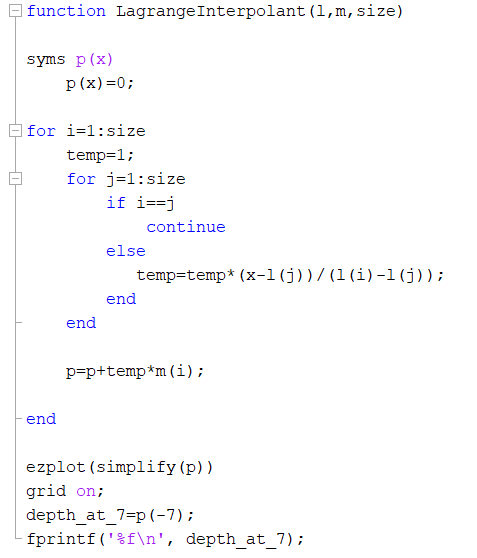 function LagrangeInterpolant(l,m,size)
syms p(x)
p(x)=0;
for i=1:size
temp=1;
for j=1:size
if i==j
continue
else
temp=temp*(x-l(j))/(l(i)-l(j));
end
end
p=p+temp*m(i);
end
ezplot(simplify(p))
grid on;
depth_at_7=p(-7);
fprintf('%f\n', depth_at_7);